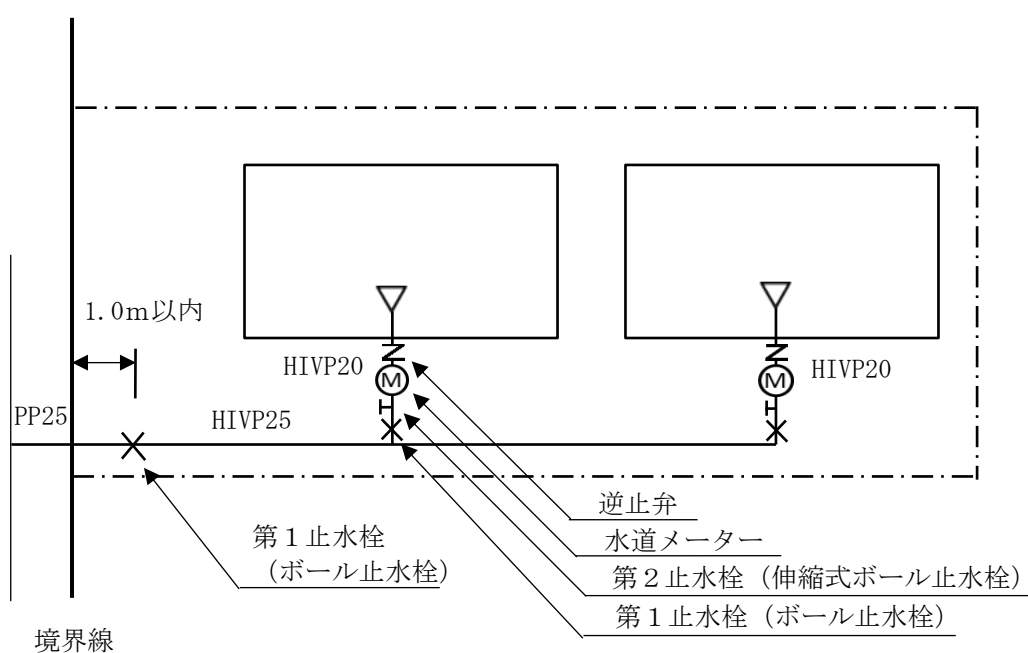 1.0m以内
HIVP20
M
M
HIVP20
PP25
HIVP25
逆止弁
水道メーター
第１止水栓
（ボール止水栓）
第２止水栓（伸縮式ボール止水栓）
第１止水栓（ボール止水栓）
境界線